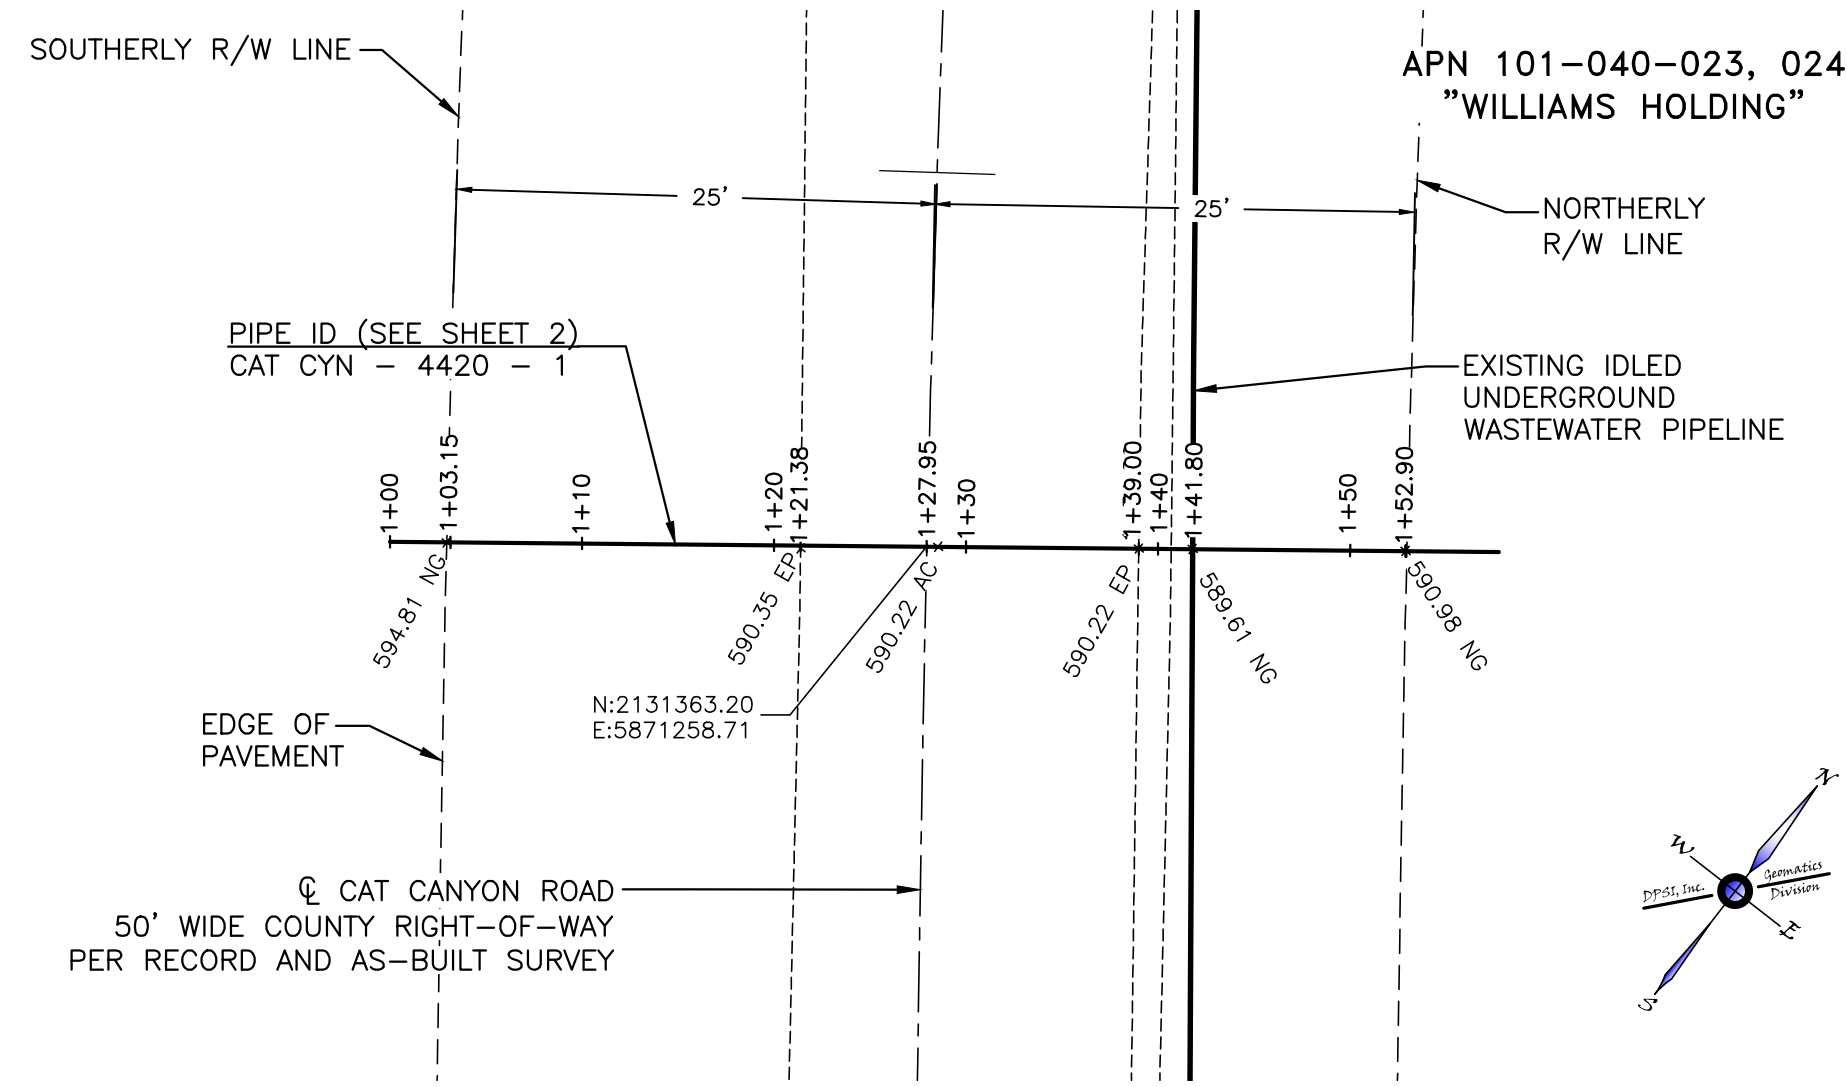 SOUTHERLY R/W LINE
APN 101-040-023, 024
"WILLIAMS HOLDING"
25'
25'
NORTHERLY
R/W LINE
PIPE ID (SEE SHEET 2)
CAT CYN - 4420 - 1
EXISTING IDLED
UNDERGROUND
WASTEWATER PIPELINE
1+00
1+03.15
1+10
1+20
1+21.38
1+27.95
1+30
1+39.00
1+40
1+41.80
1+50
1+52.90
594.81 NG
590.35 EP
590.22 AC
590.22 EP
589.61 NG
590.98 NG
N:2131363.20
E:5871258.71
EDGE OF
PAVEMENT
℄ CAT CANYON ROAD
50' WIDE COUNTY RIGHT-OF-WAY
PER RECORD AND AS-BUILT SURVEY
N
W
E
S
DPSI, Inc.
Geomatics
Division